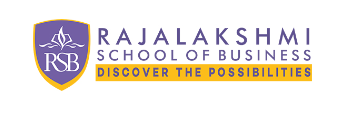 RSB
RAJALAKSHMI
SCHOOL OF BUSINESS
DISCOVER THE POSSIBILITIES